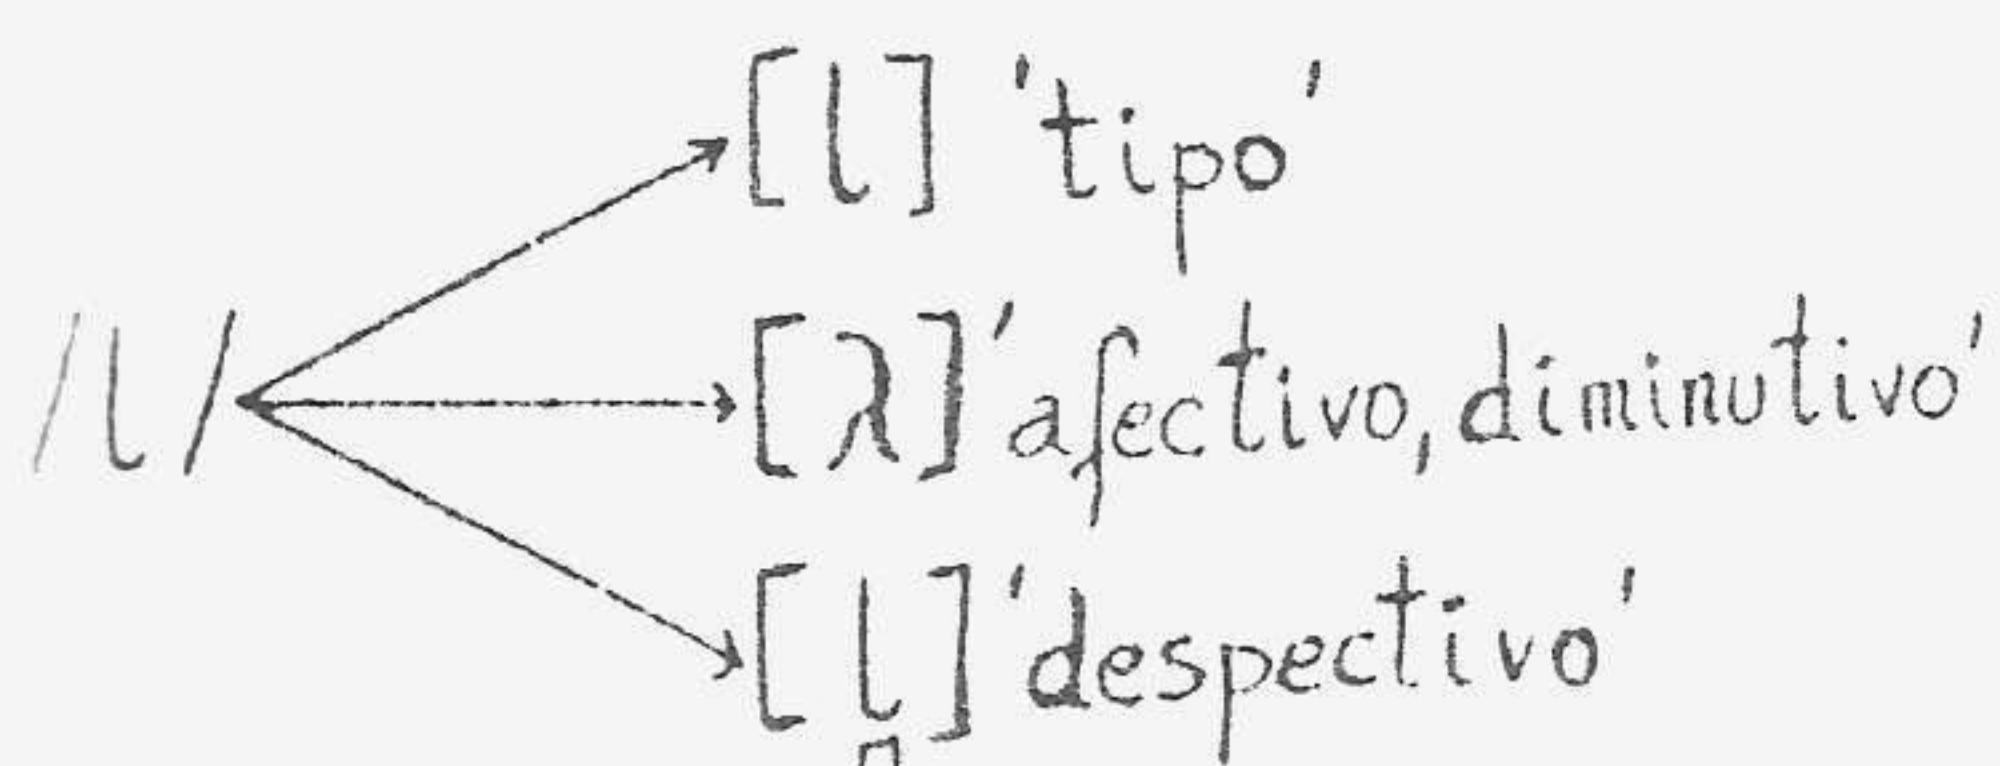 [l] 'tipo'
/l/ [λ] 'afectivo, diminutivo'
[l̪] 'despectivo'